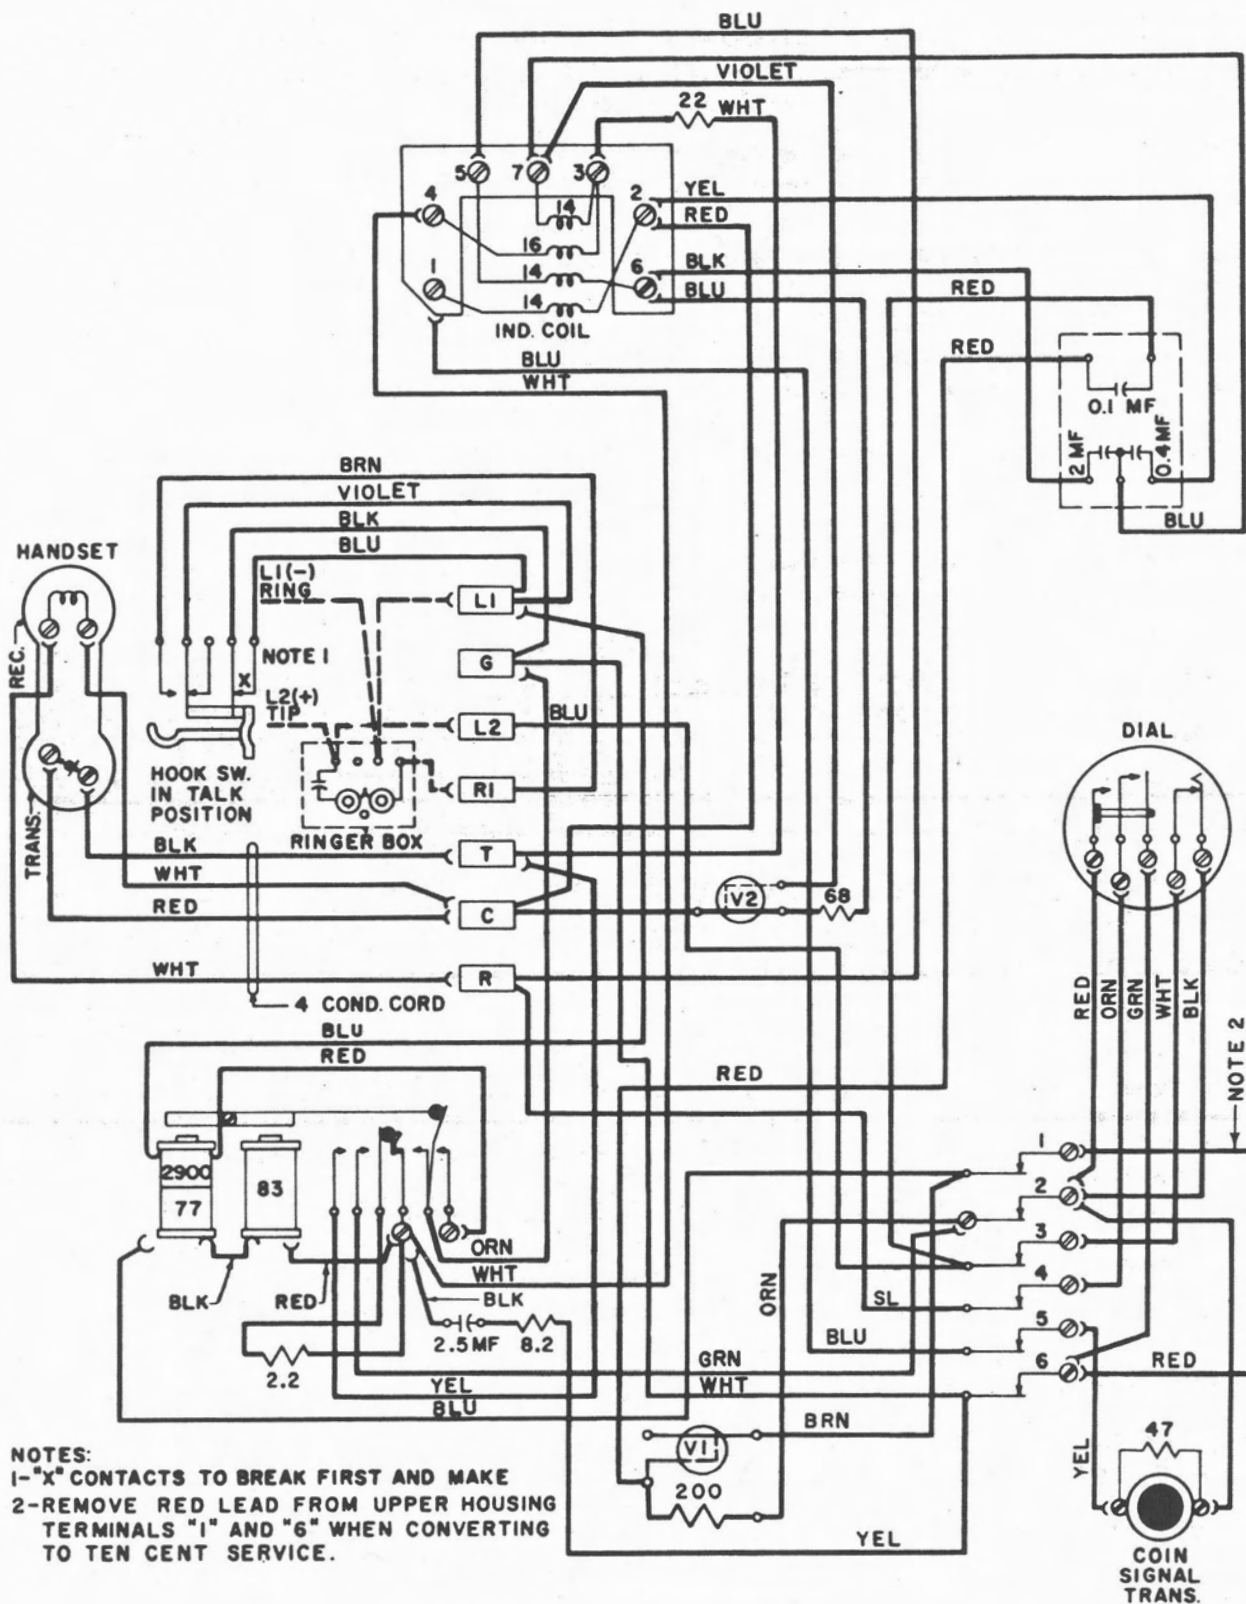 BLU
VIOLET
22
WHT
5
7
3
4
2
YEL
RED
14
16
1
14
6
BLK
BLU
14
IND. COIL
RED
BLU
WHT
RED
0.1 MF
2 MF
0.4MF
BLU
BRN
VIOLET
BLK
BLU
HANDSET
L1(-)
RING
L1
REC.
NOTE 1
X
G
L2(+)
TIP
L2
BLU
DIAL
HOOK SW.
IN TALK
POSITION
R1
RINGER BOX
TRANS.
BLK
T
WHT
V2
68
RED
C
WHT
R
4 COND. CORD
RED
ORN
GRN
WHT
BLK
NOTE 2
BLU
RED
RED
1
2900
77
83
2
3
ORN
WHT
4
BLK
RED
BLK
ORN
SL
5
2.5MF
8.2
BLU
6
2.2
GRN
RED
YEL
WHT
BLU
BRN
V1
47
YEL
200
YEL
NOTES:
1-"X" CONTACTS TO BREAK FIRST AND MAKE
2-REMOVE RED LEAD FROM UPPER HOUSING
TERMINALS "1" AND "6" WHEN CONVERTING
TO TEN CENT SERVICE.
COIN
SIGNAL
TRANS.